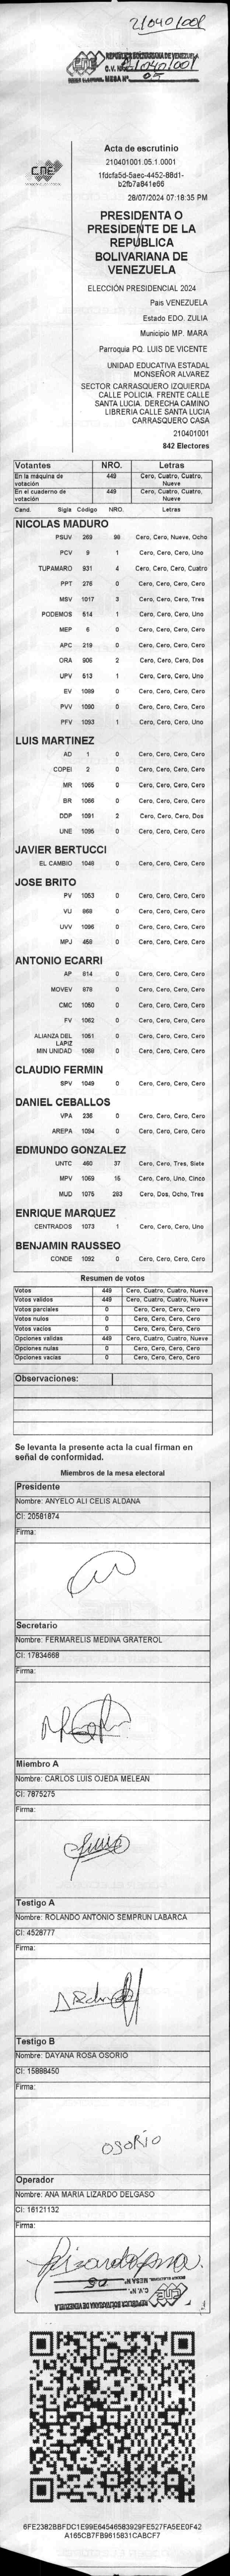 210401001
REPÚBLICA BOLIVARIANA DE VENEZUELA
C.V. Nº 210401001
MESA Nº 05
CNE
Acta de escrutinio
210401001.05.1.0001
1fdcfa5d-5aec-4452-88d1-
b2fb7a841e66
28/07/2024 07:18:35 PM
PRESIDENTA O
PRESIDENTE DE LA
REPÚBLICA
BOLIVARIANA DE
VENEZUELA
ELECCIÓN PRESIDENCIAL 2024
Pais VENEZUELA
Estado EDO. ZULIA
Municipio MP. MARA
Parroquia PQ. LUIS DE VICENTE
UNIDAD EDUCATIVA ESTADAL
MONSEÑOR ALVAREZ
SECTOR CARRASQUERO IZQUIERDA
CALLE POLICIA. FRENTE CALLE
SANTA LUCIA. DERECHA CAMINO
LIBRERIA CALLE SANTA LUCIA
CARRASQUERO CASA
210401001
842 Electores
Votantes NRO. Letras
En la máquina de votación 449 Cero, Cuatro, Cuatro, Nueve
En el cuaderno de votación 449 Cero, Cuatro, Cuatro, Nueve
Cand. Sigla Código NRO. Letras
NICOLAS MADURO
PSUV 269 98 Cero, Cero, Nueve, Ocho
PCV 9 1 Cero, Cero, Cero, Uno
TUPAMARO 931 4 Cero, Cero, Cero, Cuatro
PPT 276 0 Cero, Cero, Cero, Cero
MSV 1017 3 Cero, Cero, Cero, Tres
PODEMOS 514 1 Cero, Cero, Cero, Uno
MEP 6 0 Cero, Cero, Cero, Cero
APC 219 0 Cero, Cero, Cero, Cero
ORA 906 2 Cero, Cero, Cero, Dos
UPV 513 1 Cero, Cero, Cero, Uno
EV 1089 0 Cero, Cero, Cero, Cero
PVV 1090 0 Cero, Cero, Cero, Cero
PFV 1093 1 Cero, Cero, Cero, Uno
LUIS MARTINEZ
AD 1 0 Cero, Cero, Cero, Cero
COPEI 2 0 Cero, Cero, Cero, Cero
MR 1065 0 Cero, Cero, Cero, Cero
BR 1066 0 Cero, Cero, Cero, Cero
DDP 1091 2 Cero, Cero, Cero, Dos
UNE 1095 0 Cero, Cero, Cero, Cero
JAVIER BERTUCCI
EL CAMBIO 1048 0 Cero, Cero, Cero, Cero
JOSE BRITO
PV 1053 0 Cero, Cero, Cero, Cero
VU 868 0 Cero, Cero, Cero, Cero
UVV 1096 0 Cero, Cero, Cero, Cero
MPJ 458 0 Cero, Cero, Cero, Cero
ANTONIO ECARRI
AP 814 0 Cero, Cero, Cero, Cero
MOVEV 878 0 Cero, Cero, Cero, Cero
CMC 1050 0 Cero, Cero, Cero, Cero
FV 1062 0 Cero, Cero, Cero, Cero
ALIANZA DEL LAPIZ 1051 0 Cero, Cero, Cero, Cero
MIN UNIDAD 1068 0 Cero, Cero, Cero, Cero
CLAUDIO FERMIN
SPV 1049 0 Cero, Cero, Cero, Cero
DANIEL CEBALLOS
VPA 236 0 Cero, Cero, Cero, Cero
AREPA 1094 0 Cero, Cero, Cero, Cero
EDMUNDO GONZALEZ
UNTC 460 37 Cero, Cero, Tres, Siete
MPV 1069 15 Cero, Cero, Uno, Cinco
MUD 1075 283 Cero, Dos, Ocho, Tres
ENRIQUE MARQUEZ
CENTRADOS 1073 1 Cero, Cero, Cero, Uno
BENJAMIN RAUSSEO
CONDE 1092 0 Cero, Cero, Cero, Cero
Resumen de votos
Votos 449 Cero, Cuatro, Cuatro, Nueve
Votos validos 449 Cero, Cuatro, Cuatro, Nueve
Votos parciales 0 Cero, Cero, Cero, Cero
Votos nulos 0 Cero, Cero, Cero, Cero
Votos vacios 0 Cero, Cero, Cero, Cero
Opciones validas 449 Cero, Cuatro, Cuatro, Nueve
Opciones nulas 0 Cero, Cero, Cero, Cero
Opciones vacias 0 Cero, Cero, Cero, Cero
Observaciones:
Se levanta la presente acta la cual firman en
señal de conformidad.
Miembros de la mesa electoral
Presidente
Nombre: ANYELO ALI CELIS ALDANA
CI: 20581874
Firma:
Secretario
Nombre: FERMARELIS MEDINA GRATEROL
CI: 17834668
Firma:
Miembro A
Nombre: CARLOS LUIS OJEDA MELEAN
CI: 7875275
Firma:
Testigo A
Nombre: ROLANDO ANTONIO SEMPRUN LABARCA
CI: 4528777
Firma:
Testigo B
Nombre: DAYANA ROSA OSORIO
CI: 15888450
Firma:
OSORIO
Operador
Nombre: ANA MARIA LIZARDO DELGASO
CI: 16121132
Firma:
MESA Nº 05
C.V. Nº
REPÚBLICA BOLIVARIANA DE VENEZUELA
CNE
6FE2382BBFDC1E99E64546583929FE527FA5EE0F42
A165CB7FB9615831CABCF7